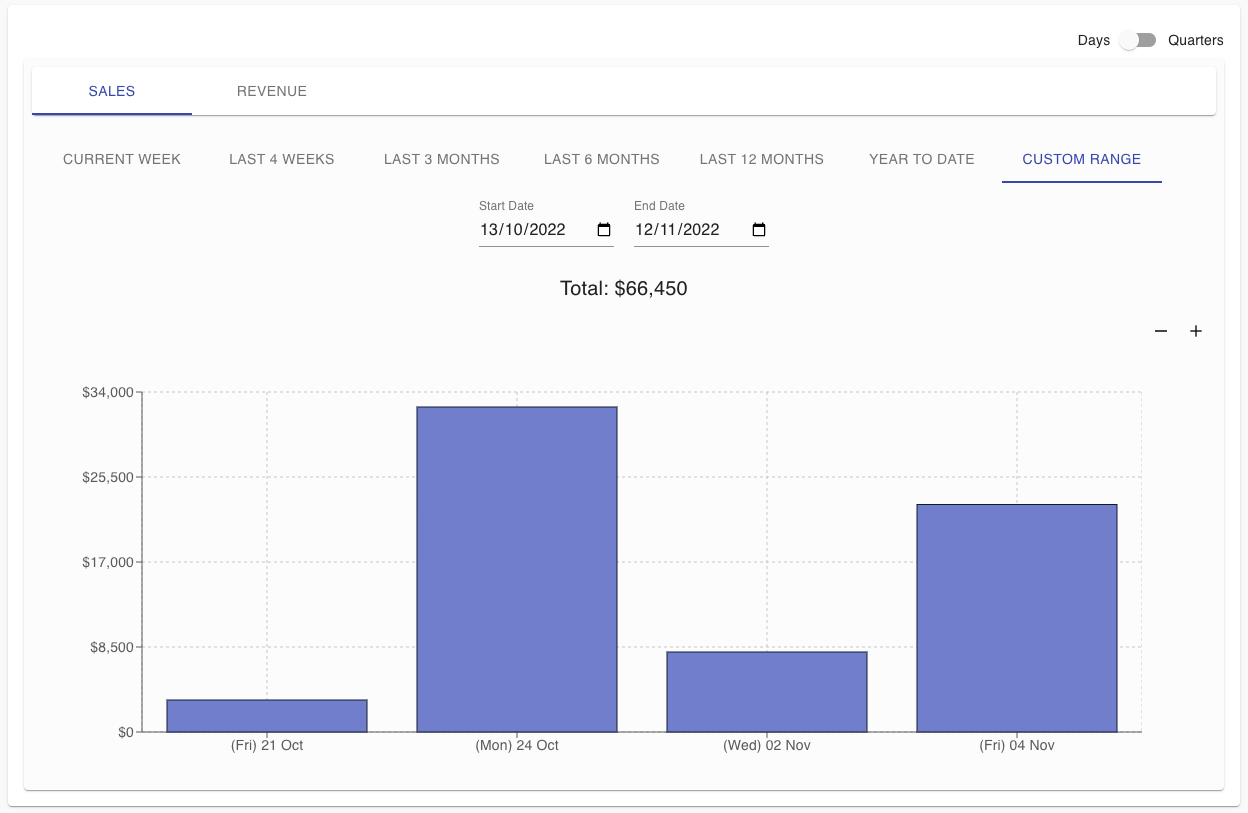 Days Quarters
SALES REVENUE
CURRENT WEEK LAST 4 WEEKS LAST 3 MONTHS LAST 6 MONTHS LAST 12 MONTHS YEAR TO DATE CUSTOM RANGE
Start Date End Date
13/10/2022 12/11/2022
Total: $66,450
− +
$34,000
$25,500
$17,000
$8,500
$0
(Fri) 21 Oct (Mon) 24 Oct (Wed) 02 Nov (Fri) 04 Nov